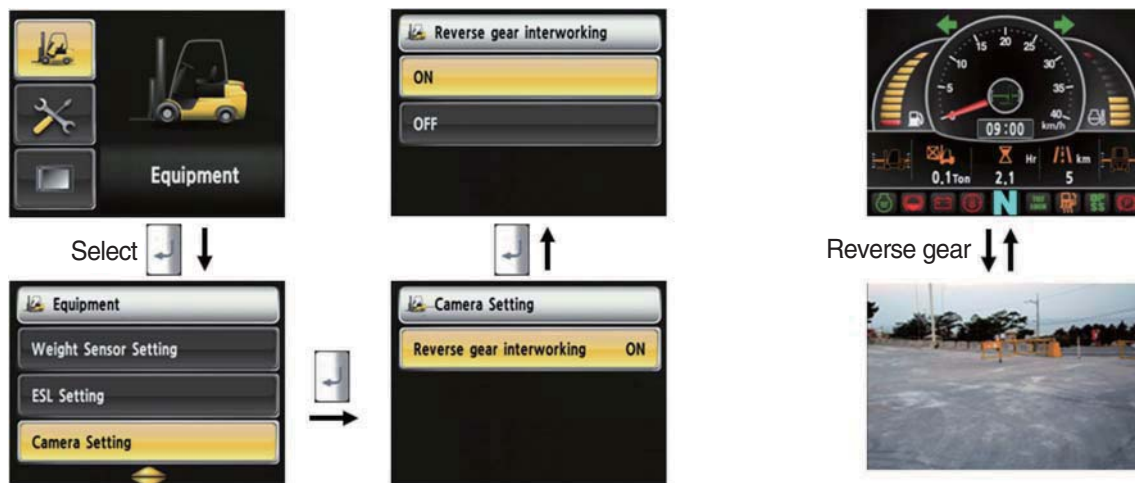 Equipment
Select
Equipment
Weight Sensor Setting
ESL Setting
Camera Setting
Reverse gear interworking
ON
OFF
Camera Setting
Reverse gear interworking ON
5
10
15
20
25
30
35
40
km/h
09:00
Hr
km
0.1Ton
2.1
5
N
OP
SS
P
Reverse gear